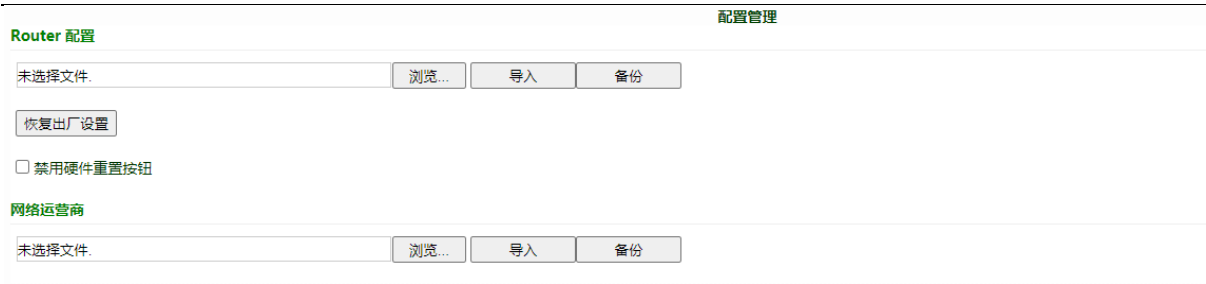 配置管理
Router 配置
未选择文件. 浏览... 导入 备份
恢复出厂设置
禁用硬件重置按钮
网络运营商
未选择文件. 浏览... 导入 备份